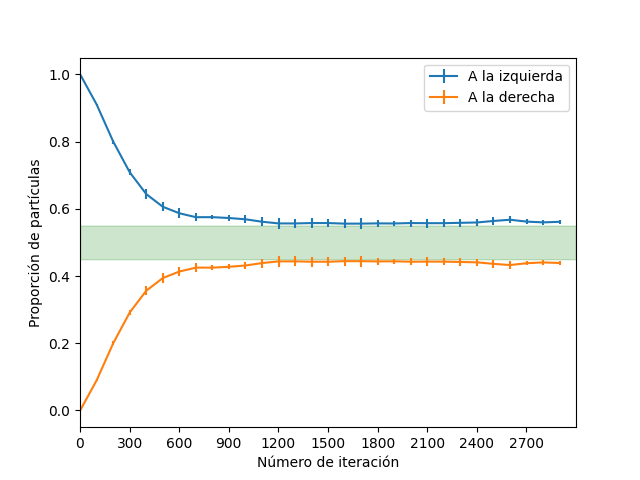 A la izquierda
A la derecha
Proporción de partículas
1.0
0.8
0.6
0.4
0.2
0.0
0 300 600 900 1200 1500 1800 2100 2400 2700
Número de iteración